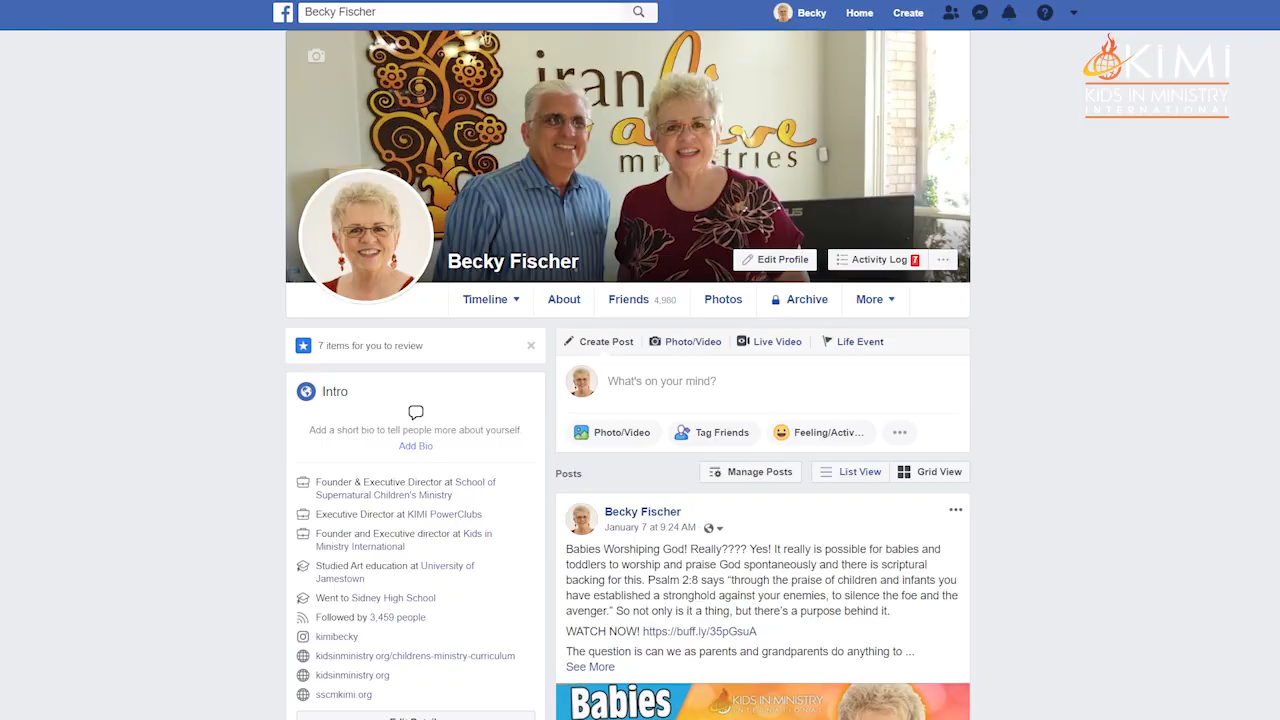 Becky Fischer
Becky
Home
Create
KiMi
KIDS IN MINISTRY
INTERNATIONAL
iran
alive
ministries
ASUS
Becky Fischer
Edit Profile
Activity Log 7
Timeline
About
Friends 4,980
Photos
Archive
More
7 items for you to review
Intro
Add a short bio to tell people more about yourself.
Add Bio
Founder & Executive Director at School of
Supernatural Children's Ministry
Executive Director at KIMI PowerClubs
Founder and Executive director at Kids in
Ministry International
Studied Art education at University of
Jamestown
Went to Sidney High School
Followed by 3,459 people
kimibecky
kidsinministry.org/childrens-ministry-curriculum
kidsinministry.org
sscmkimi.org
Create Post
Photo/Video
Live Video
Life Event
What's on your mind?
Photo/Video
Tag Friends
Feeling/Activ...
Posts
Manage Posts
List View
Grid View
Becky Fischer
January 7 at 9:24 AM
Babies Worshiping God! Really???? Yes! It really is possible for babies and
toddlers to worship and praise God spontaneously and there is scriptural
backing for this. Psalm 2:8 says “through the praise of children and infants you
have established a stronghold against your enemies, to silence the foe and the
avenger.” So not only is it a thing, but there’s a purpose behind it.
WATCH NOW! https://buff.ly/35pGsuA
The question is can we as parents and grandparents do anything to ...
See More
Babies
KIDS IN MINISTRY
INTERNATIONAL